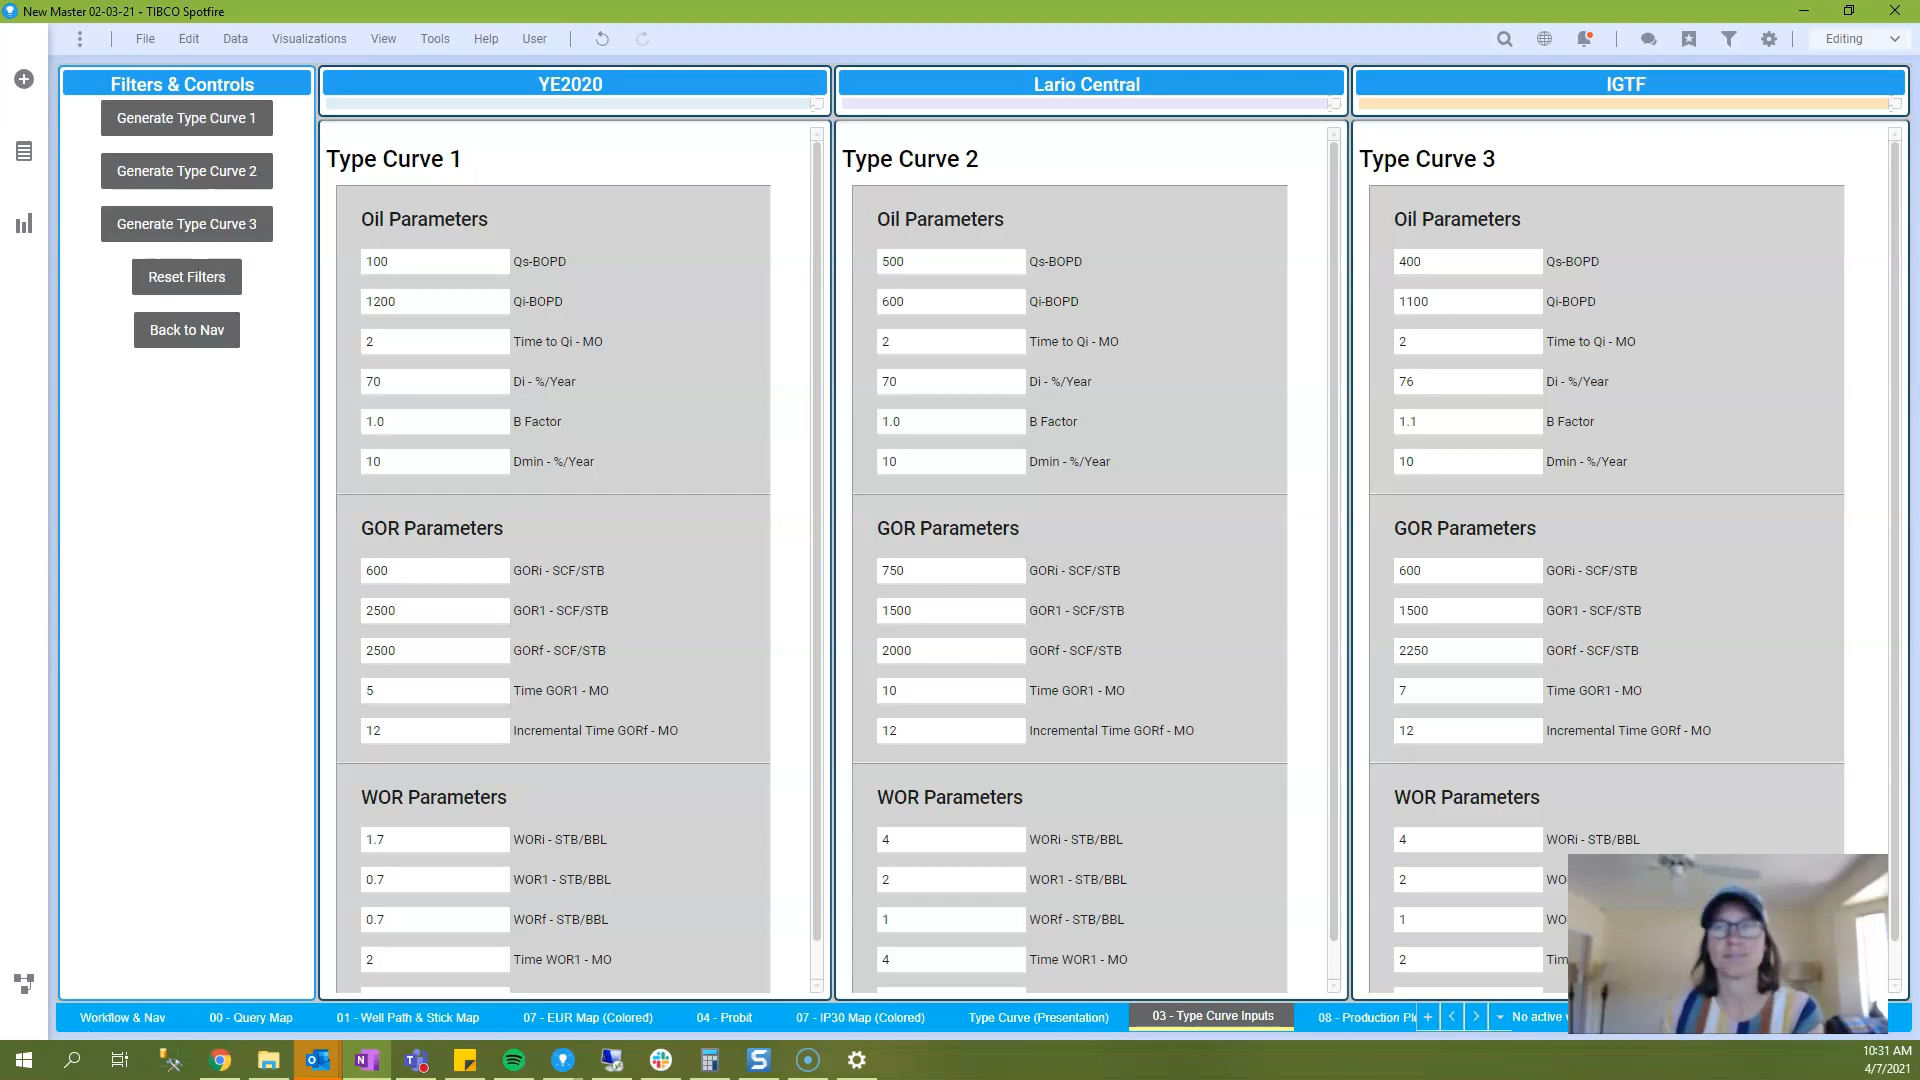 New Master 02-03-21 - TIBCO Spotfire
File Edit Data Visualizations View Tools Help User Editing
Filters & Controls
Generate Type Curve 1
Generate Type Curve 2
Generate Type Curve 3
Reset Filters
Back to Nav
YE2020
Type Curve 1
Oil Parameters
100 Qs-BOPD
1200 Qi-BOPD
2 Time to Qi - MO
70 Di - %/Year
1.0 B Factor
10 Dmin - %/Year
GOR Parameters
600 GORi - SCF/STB
2500 GOR1 - SCF/STB
2500 GORf - SCF/STB
5 Time GOR1 - MO
12 Incremental Time GORf - MO
WOR Parameters
1.7 WORi - STB/BBL
0.7 WOR1 - STB/BBL
0.7 WORf - STB/BBL
2 Time WOR1 - MO
Lario Central
Type Curve 2
Oil Parameters
500 Qs-BOPD
600 Qi-BOPD
2 Time to Qi - MO
70 Di - %/Year
1.0 B Factor
10 Dmin - %/Year
GOR Parameters
750 GORi - SCF/STB
1500 GOR1 - SCF/STB
2000 GORf - SCF/STB
10 Time GOR1 - MO
12 Incremental Time GORf - MO
WOR Parameters
4 WORi - STB/BBL
2 WOR1 - STB/BBL
1 WORf - STB/BBL
4 Time WOR1 - MO
IGTF
Type Curve 3
Oil Parameters
400 Qs-BOPD
1100 Qi-BOPD
2 Time to Qi - MO
76 Di - %/Year
1.1 B Factor
10 Dmin - %/Year
GOR Parameters
600 GORi - SCF/STB
1500 GOR1 - SCF/STB
2250 GORf - SCF/STB
7 Time GOR1 - MO
12 Incremental Time GORf - MO
WOR Parameters
4 WORi - STB/BBL
2 WO
1 WO
2 Tim
Workflow & Nav 00 - Query Map 01 - Well Path & Stick Map 07 - EUR Map (Colored) 04 - Probit 07 - IP30 Map (Colored) Type Curve (Presentation) 03 - Type Curve Inputs 08 - Production Pl No active
10:31 AM
4/7/2021